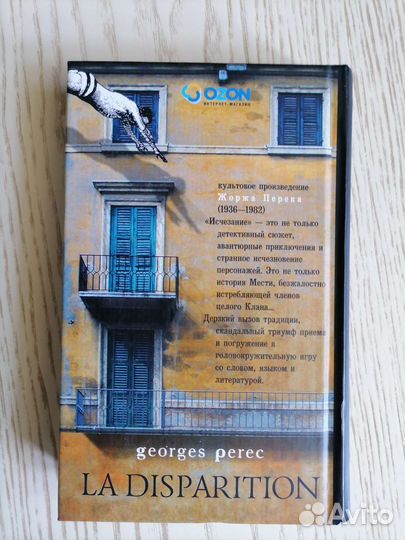 OZON
ИНТЕРНЕТ-МАГАЗИН
культовое произведение
Жоржа Перека
(1936—1982)
«Исчезание» — это не только
детективный сюжет,
авантюрные приключения и
странное исчезновение
персонажей. Это не только
история Мести, безжалостно
истребляющей членов
целого Клана...
Дерзкий вызов традиции,
скандальный триумф приема
и погружение в
головокружительную игру
со словом, языком и
литературой.
georges perec
LA DISPARITION
Avito